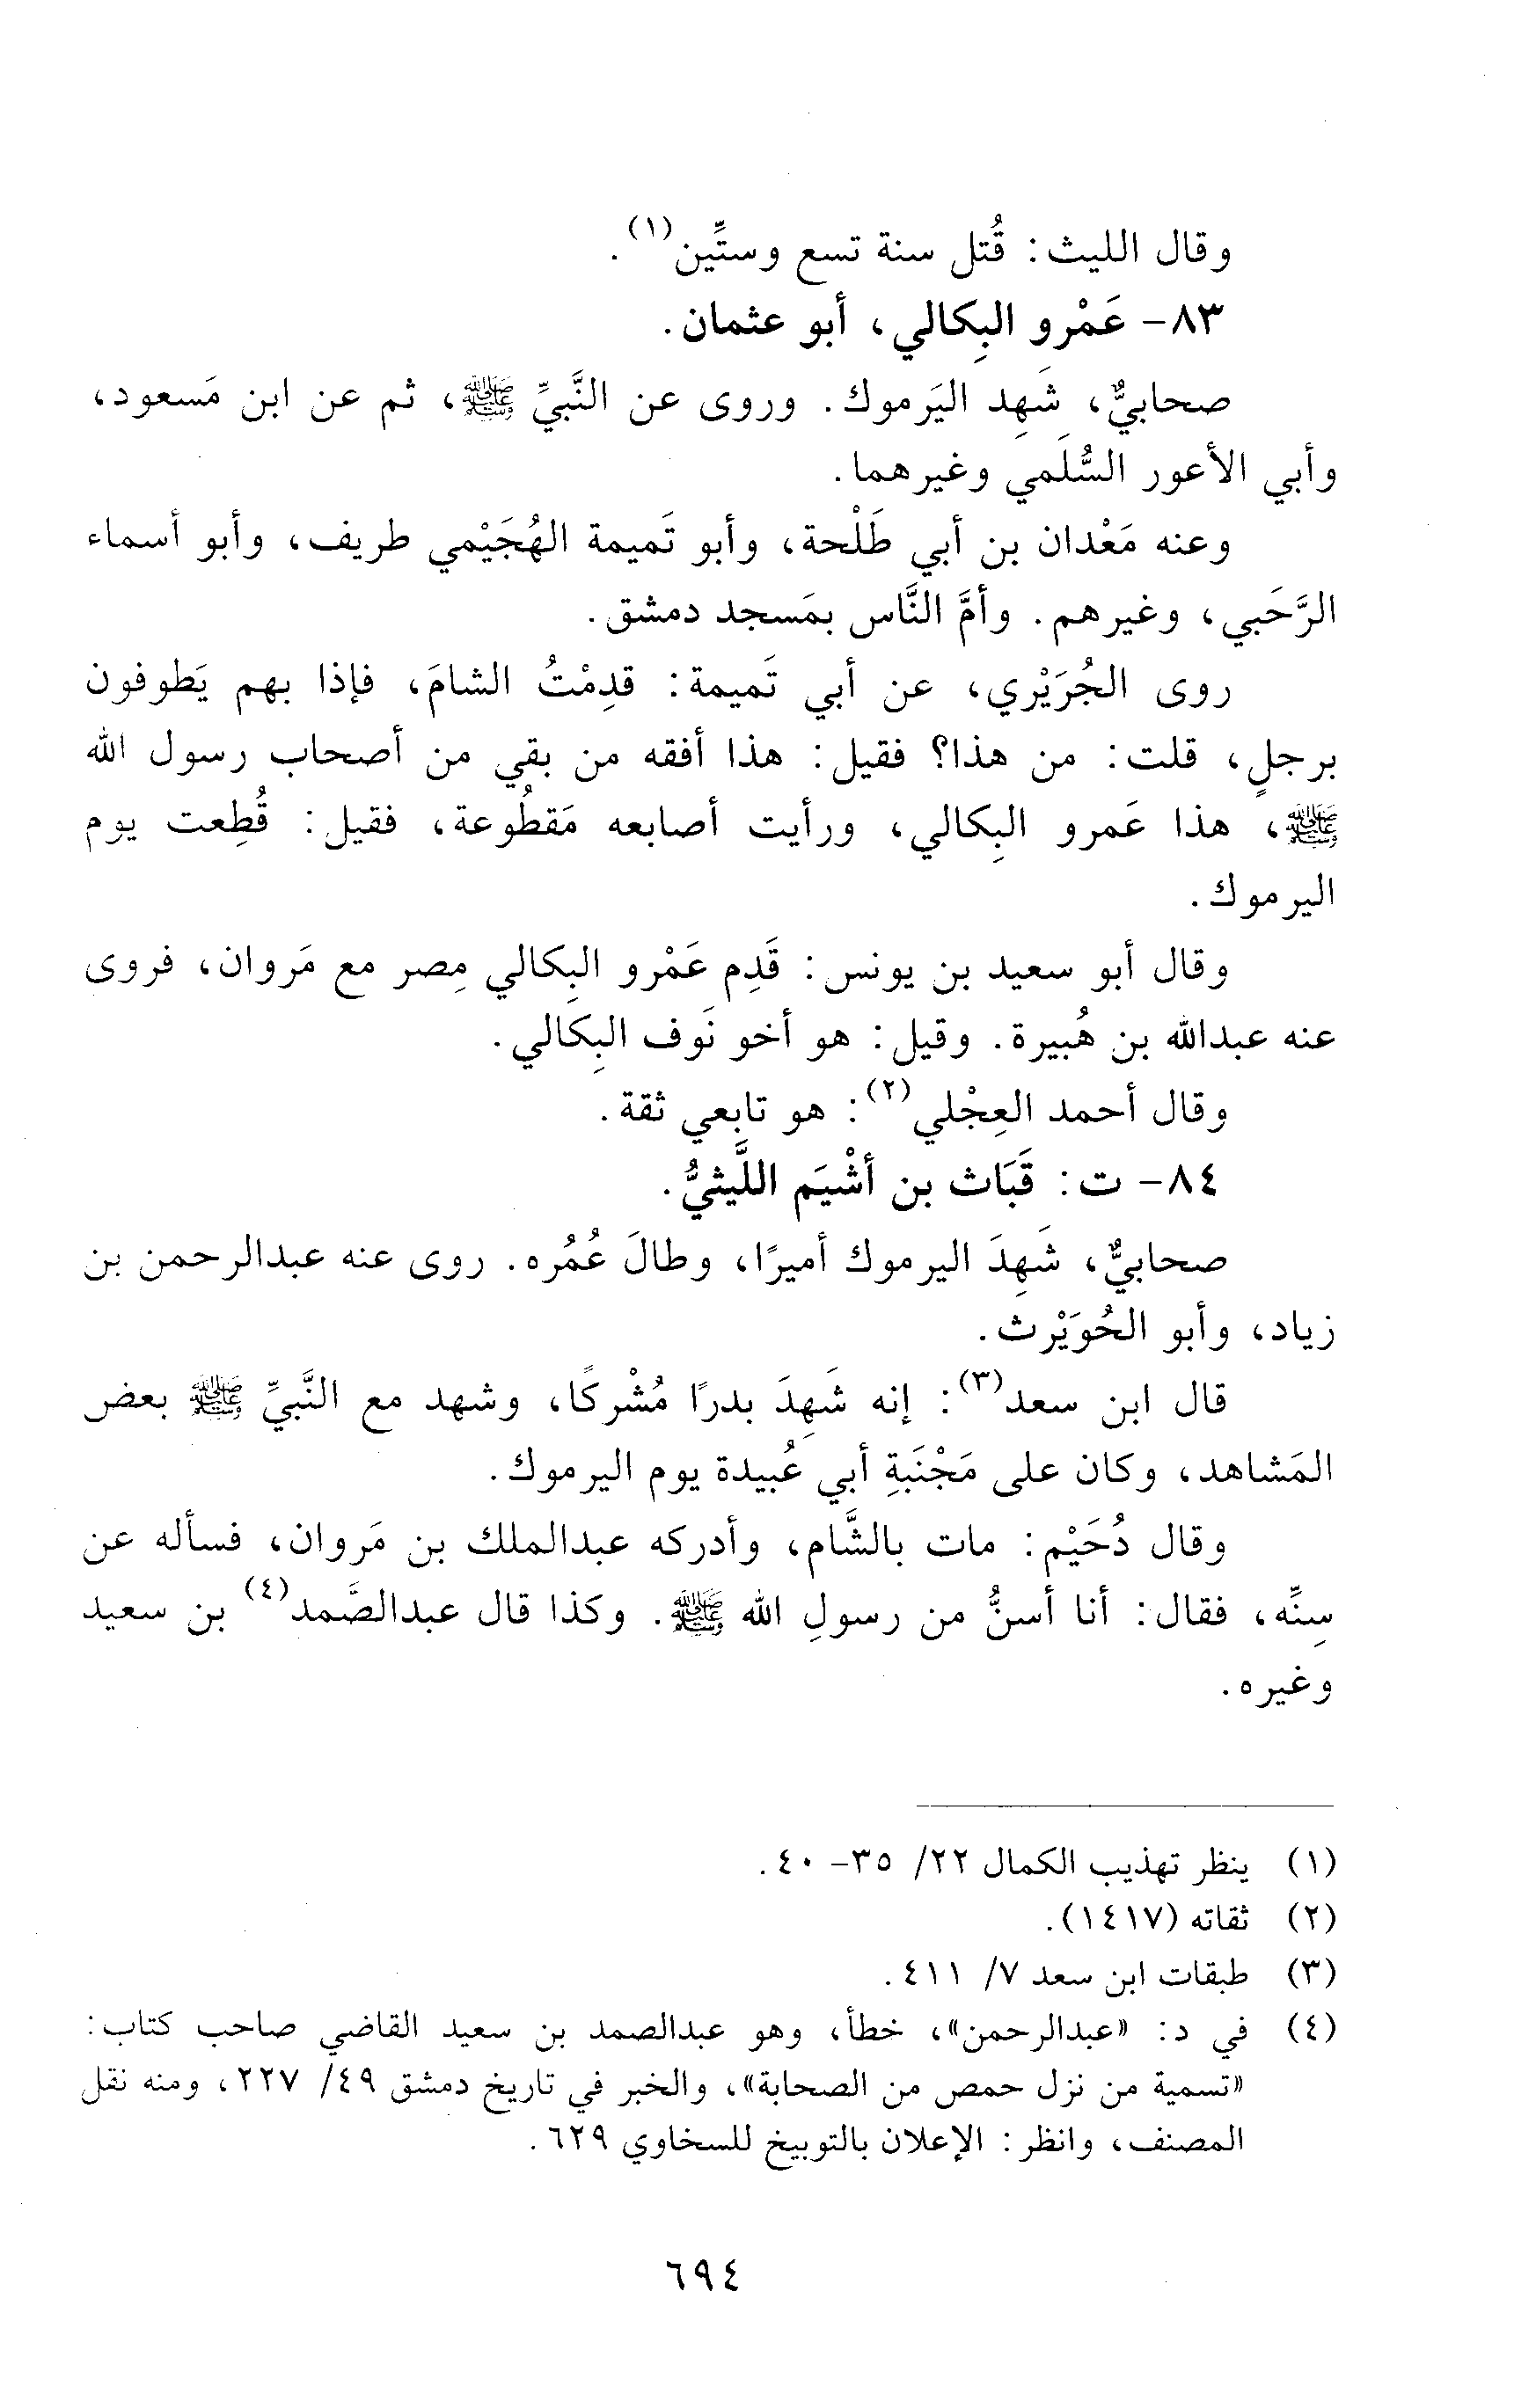 وقال الليث: قُتل سنة تسع وستِّين(١).
٨٣- عَمْرو البِكالي، أبو عثمان.
صحابيٌّ، شَهِد اليَرموك. وروى عن النَّبيِّ ﷺ، ثم عن ابن مَسعود،
وأبي الأعور السُّلَمي وغيرهما.
وعنه مَعْدان بن أبي طَلْحة، وأبو تَميمة الهُجَيْمي طريف، وأبو أسماء
الرَّحَبي، وغيرهم. وأمَّ النَّاس بمَسجد دمشق.
روى الجُرَيْري، عن أبي تَميمة: قدِمْتُ الشامَ، فإذا بهم يَطوفون
برجلٍ، قلت: من هذا؟ فقيل: هذا أفقه من بقي من أصحاب رسول الله
ﷺ، هذا عَمرو البِكالي، ورأيت أصابعه مَقطُوعة، فقيل: قُطِعت يوم
اليرموك.
وقال أبو سعيد بن يونس: قَدِم عَمْرو البِكالي مِصر مع مَروان، فروى
عنه عبدالله بن هُبيرة. وقيل: هو أخو نَوف البِكالي.
وقال أحمد العِجْلي(٢): هو تابعي ثقة.
٨٤- ت: قَبَاث بن أشْيَم اللَّيثيُّ.
صحابيٌّ، شَهِدَ اليرموك أميرًا، وطالَ عُمُره. روى عنه عبدالرحمن بن
زياد، وأبو الحُوَيْرث.
قال ابن سعد(٣): إنه شَهِدَ بدرًا مُشْركًا، وشهد مع النَّبيِّ ﷺ بعض
المَشاهد، وكان على مَجْنَبةِ أبي عُبيدة يوم اليرموك.
وقال دُحَيْم: مات بالشَّام، وأدركه عبدالملك بن مَروان، فسأله عن
سِنِّه، فقال: أنا أسنُّ من رسولِ الله ﷺ. وكذا قال عبدالصَّمد(٤) بن سعيد
وغيره.
(١) ينظر تهذيب الكمال ٢٢/ ٣٥- ٤٠.
(٢) ثقاته (١٤١٧).
(٣) طبقات ابن سعد ٧/ ٤١١.
(٤) في د: «عبدالرحمن»، خطأ، وهو عبدالصمد بن سعيد القاضي صاحب كتاب:
«تسمية من نزل حمص من الصحابة»، والخبر في تاريخ دمشق ٤٩/ ٢٢٧، ومنه نقل
المصنف، وانظر: الإعلان بالتوبيخ للسخاوي ٦٢٩.
٦٩٤